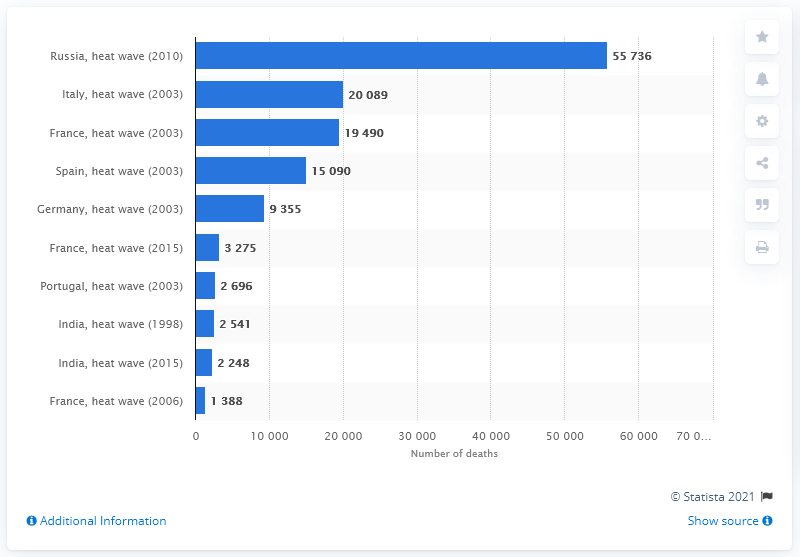 Russia, heat wave (2010) 55 736
Italy, heat wave (2003) 20 089
France, heat wave (2003) 19 490
Spain, heat wave (2003) 15 090
Germany, heat wave (2003) 9 355
France, heat wave (2015) 3 275
Portugal, heat wave (2003) 2 696
India, heat wave (1998) 2 541
India, heat wave (2015) 2 248
France, heat wave (2006) 1 388
0 10 000 20 000 30 000 40 000 50 000 60 000 70 0...
Number of deaths
© Statista 2021
Additional Information Show source